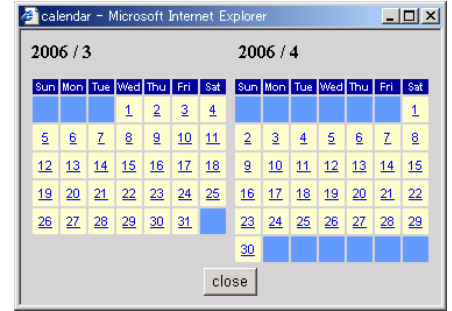 calendar - Microsoft Internet Explorer
2006 / 3
Sun Mon Tue Wed Thu Fri Sat
1 2 3 4
5 6 7 8 9 10 11
12 13 14 15 16 17 18
19 20 21 22 23 24 25
26 27 28 29 30 31
2006 / 4
Sun Mon Tue Wed Thu Fri Sat
1
2 3 4 5 6 7 8
9 10 11 12 13 14 15
16 17 18 19 20 21 22
23 24 25 26 27 28 29
30
close